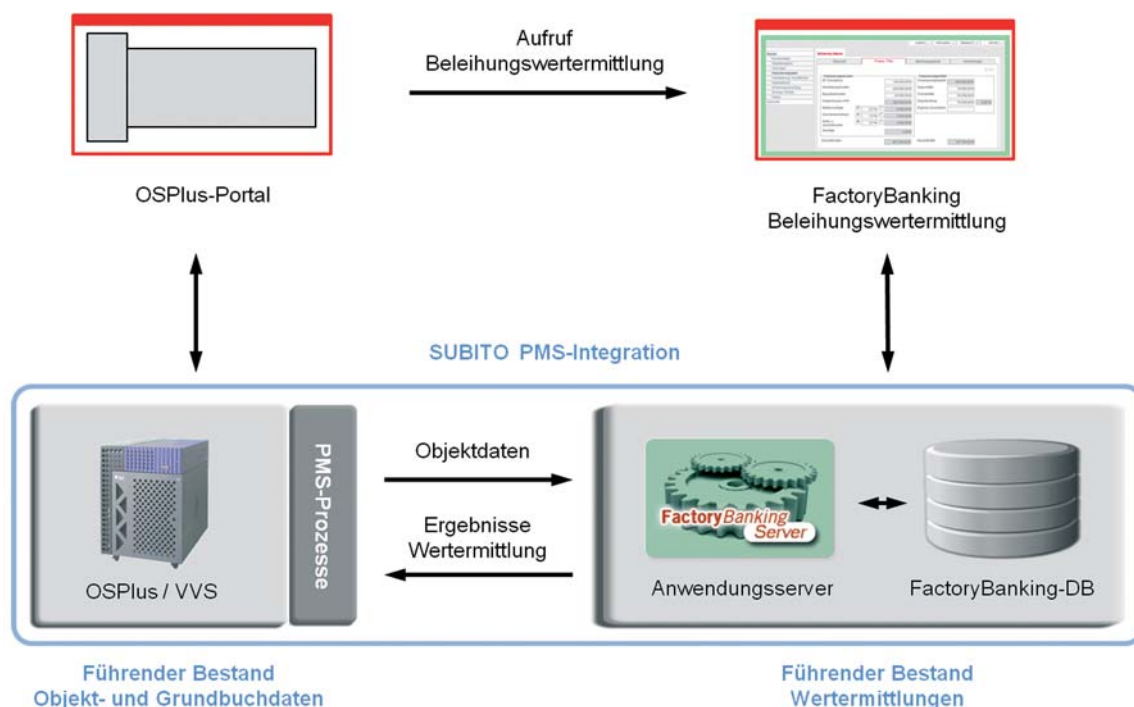 Aufruf
Beleihungswertermittlung
OSPlus-Portal
FactoryBanking
Beleihungswertermittlung
SUBITO PMS-Integration
PMS-Prozesse
Objektdaten
Ergebnisse
Wertermittlung
FactoryBanking
Server
OSPlus / VVS
Anwendungsserver
FactoryBanking-DB
Führender Bestand
Objekt- und Grundbuchdaten
Führender Bestand
Wertermittlungen